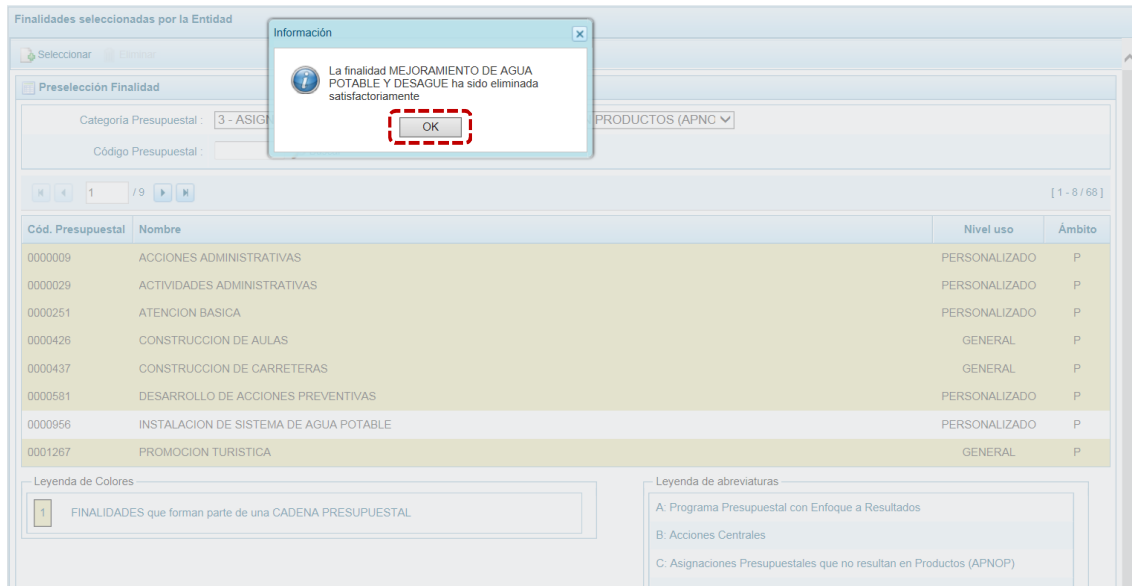 Finalidades seleccionadas por la Entidad
Seleccionar Eliminar
Información
La finalidad MEJORAMIENTO DE AGUA
POTABLE Y DESAGUE ha sido eliminada
satisfactoriamente
OK
Preselección Finalidad
Categoría Presupuestal : 3 - ASIG PRODUCTOS (APNC
Código Presupuestal :
1 / 9 [ 1 - 8 / 68 ]
Cód. Presupuestal Nombre Nivel uso Ámbito
0000009 ACCIONES ADMINISTRATIVAS PERSONALIZADO P
0000029 ACTIVIDADES ADMINISTRATIVAS PERSONALIZADO P
0000251 ATENCION BASICA PERSONALIZADO P
0000426 CONSTRUCCION DE AULAS GENERAL P
0000437 CONSTRUCCION DE CARRETERAS GENERAL P
0000581 DESARROLLO DE ACCIONES PREVENTIVAS PERSONALIZADO P
0000956 INSTALACION DE SISTEMA DE AGUA POTABLE PERSONALIZADO P
0001267 PROMOCION TURISTICA GENERAL P
Leyenda de Colores
1 FINALIDADES que forman parte de una CADENA PRESUPUESTAL
Leyenda de abreviaturas
A: Programa Presupuestal con Enfoque a Resultados
B: Acciones Centrales
C: Asignaciones Presupuestales que no resultan en Productos (APNOP)